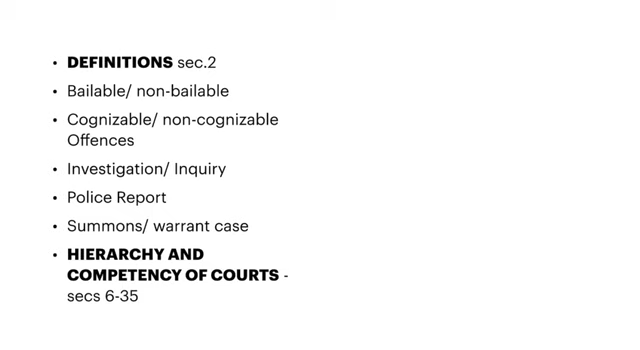 • DEFINITIONS sec.2
• Bailable/ non-bailable
• Cognizable/ non-cognizable
Offences
• Investigation/ Inquiry
• Police Report
• Summons/ warrant case
• HIERARCHY AND
COMPETENCY OF COURTS -
secs 6-35